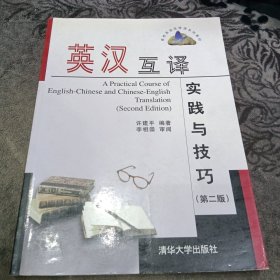 英汉互译
A Practical Course of
English-Chinese and Chinese-English
Translation
(Second Edition)
实践与技巧
(第二版)
许建平 编著
李相崇 审阅
清华大学出版社